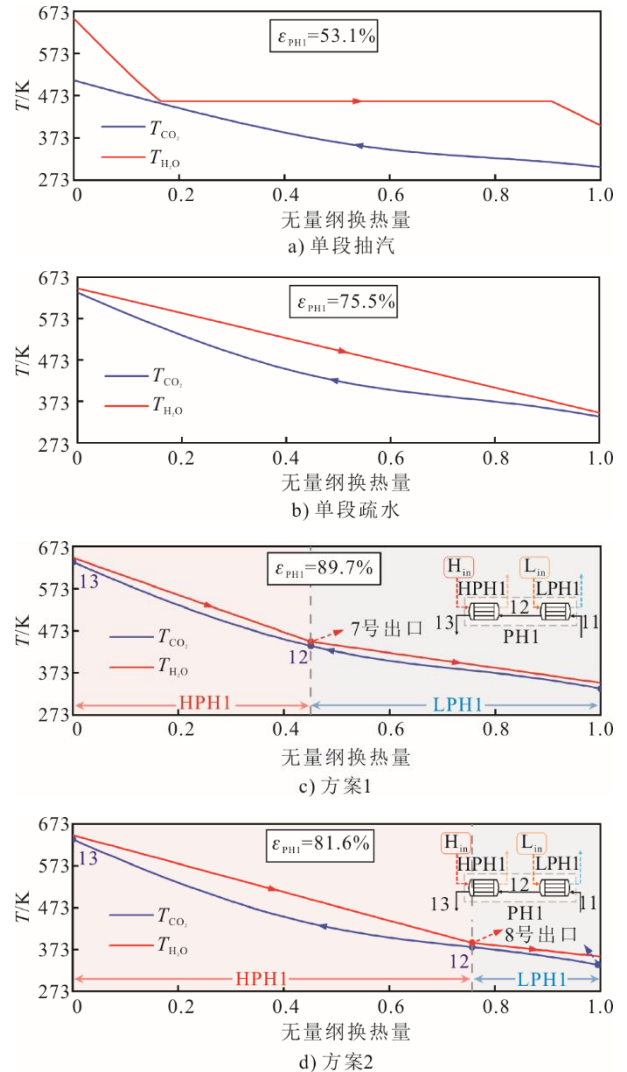 673
573
473
373
273
T/K
ε_PH1=53.1%
T_CO₂
T_H₂O
0
0.2
0.4
0.6
0.8
1.0
无量纲换热量
a) 单段抽汽
673
573
473
373
273
T/K
ε_PH1=75.5%
T_CO₂
T_H₂O
0.2
0.4
0.6
0.8
1.0
无量纲换热量
b) 单段疏水
673
573
473
373
273
T/K
ε_PH1=89.7%
13
12
7号出口
H_in
L_in
HPH1
LPH1
12
13
11
PH1
T_CO₂
T_H₂O
HPH1
LPH1
0
0.2
0.4
0.6
0.8
1.0
无量纲换热量
c) 方案1
673
573
473
373
273
T/K
ε_PH1=81.6%
13
H_in
L_in
HPH1
LPH1
12
13
11
PH1
8号出口
12
T_CO₂
T_H₂O
HPH1
LPH1
0
0.2
0.4
0.6
0.8
1.0
无量纲换热量
d) 方案2